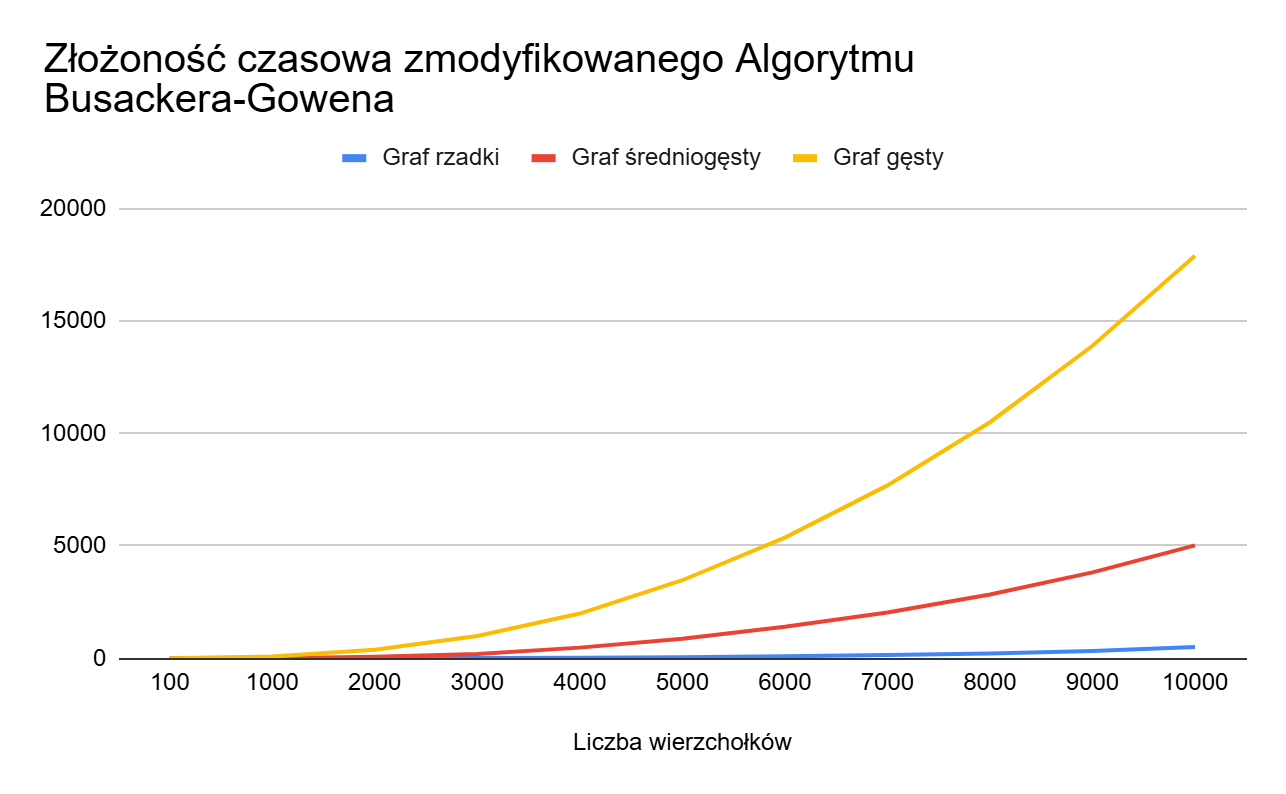 Złożoność czasowa zmodyfikowanego Algorytmu
Busackera-Gowena
Graf rzadki Graf średniogęsty Graf gęsty
20000
15000
10000
5000
0
100 1000 2000 3000 4000 5000 6000 7000 8000 9000 10000
Liczba wierzchołków